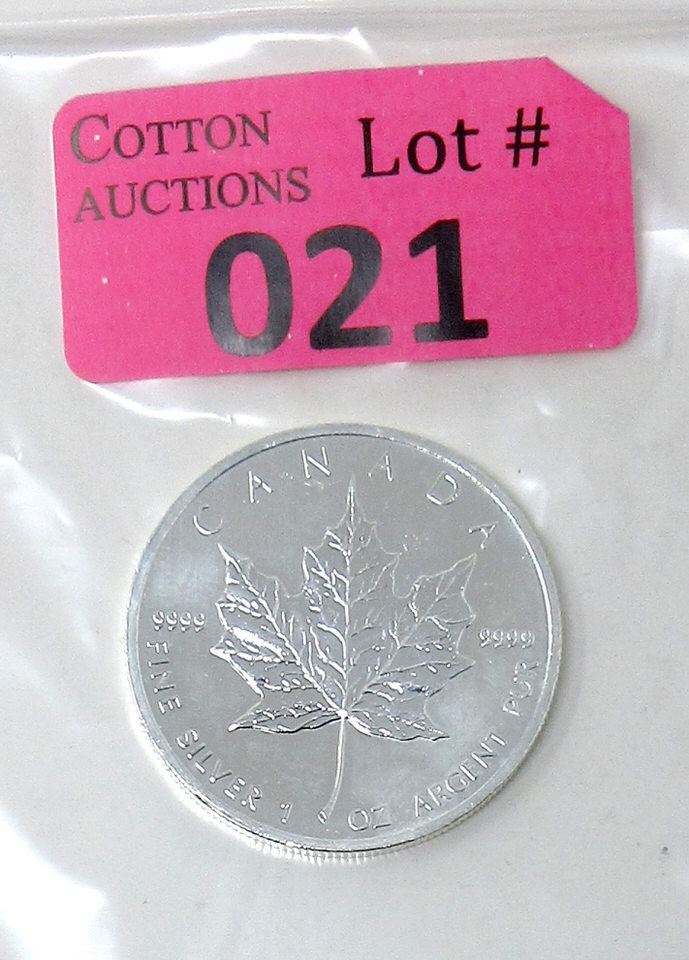 COTTON
AUCTIONS
Lot #
021
CANADA
9999
9999
FINE SILVER 1 OZ ARGENT PUR